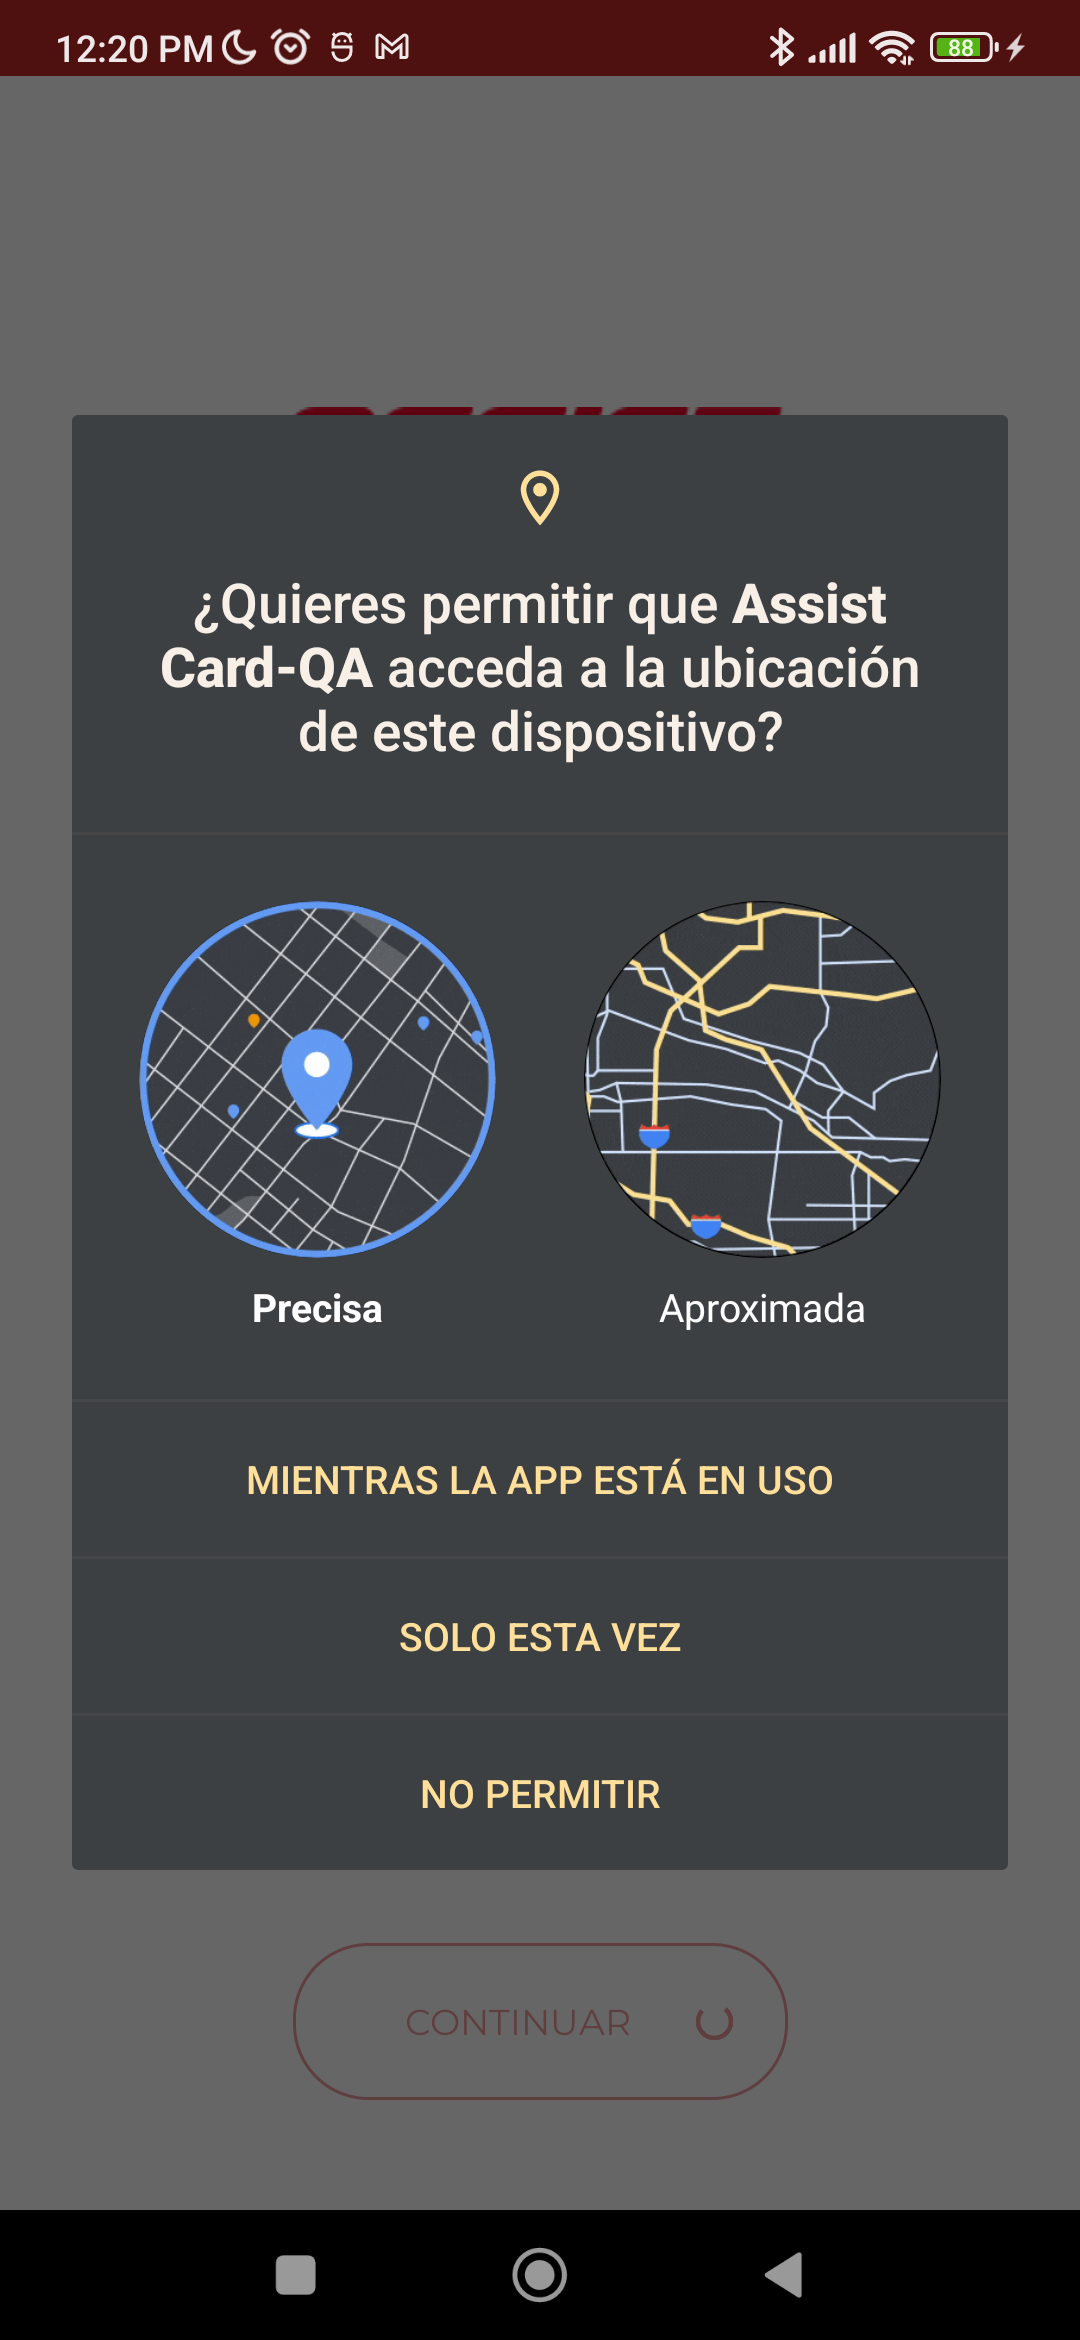 12:20 PM
88
¿Quieres permitir que Assist
Card-QA acceda a la ubicación
de este dispositivo?
Precisa
Aproximada
MIENTRAS LA APP ESTÁ EN USO
SOLO ESTA VEZ
NO PERMITIR
CONTINUAR